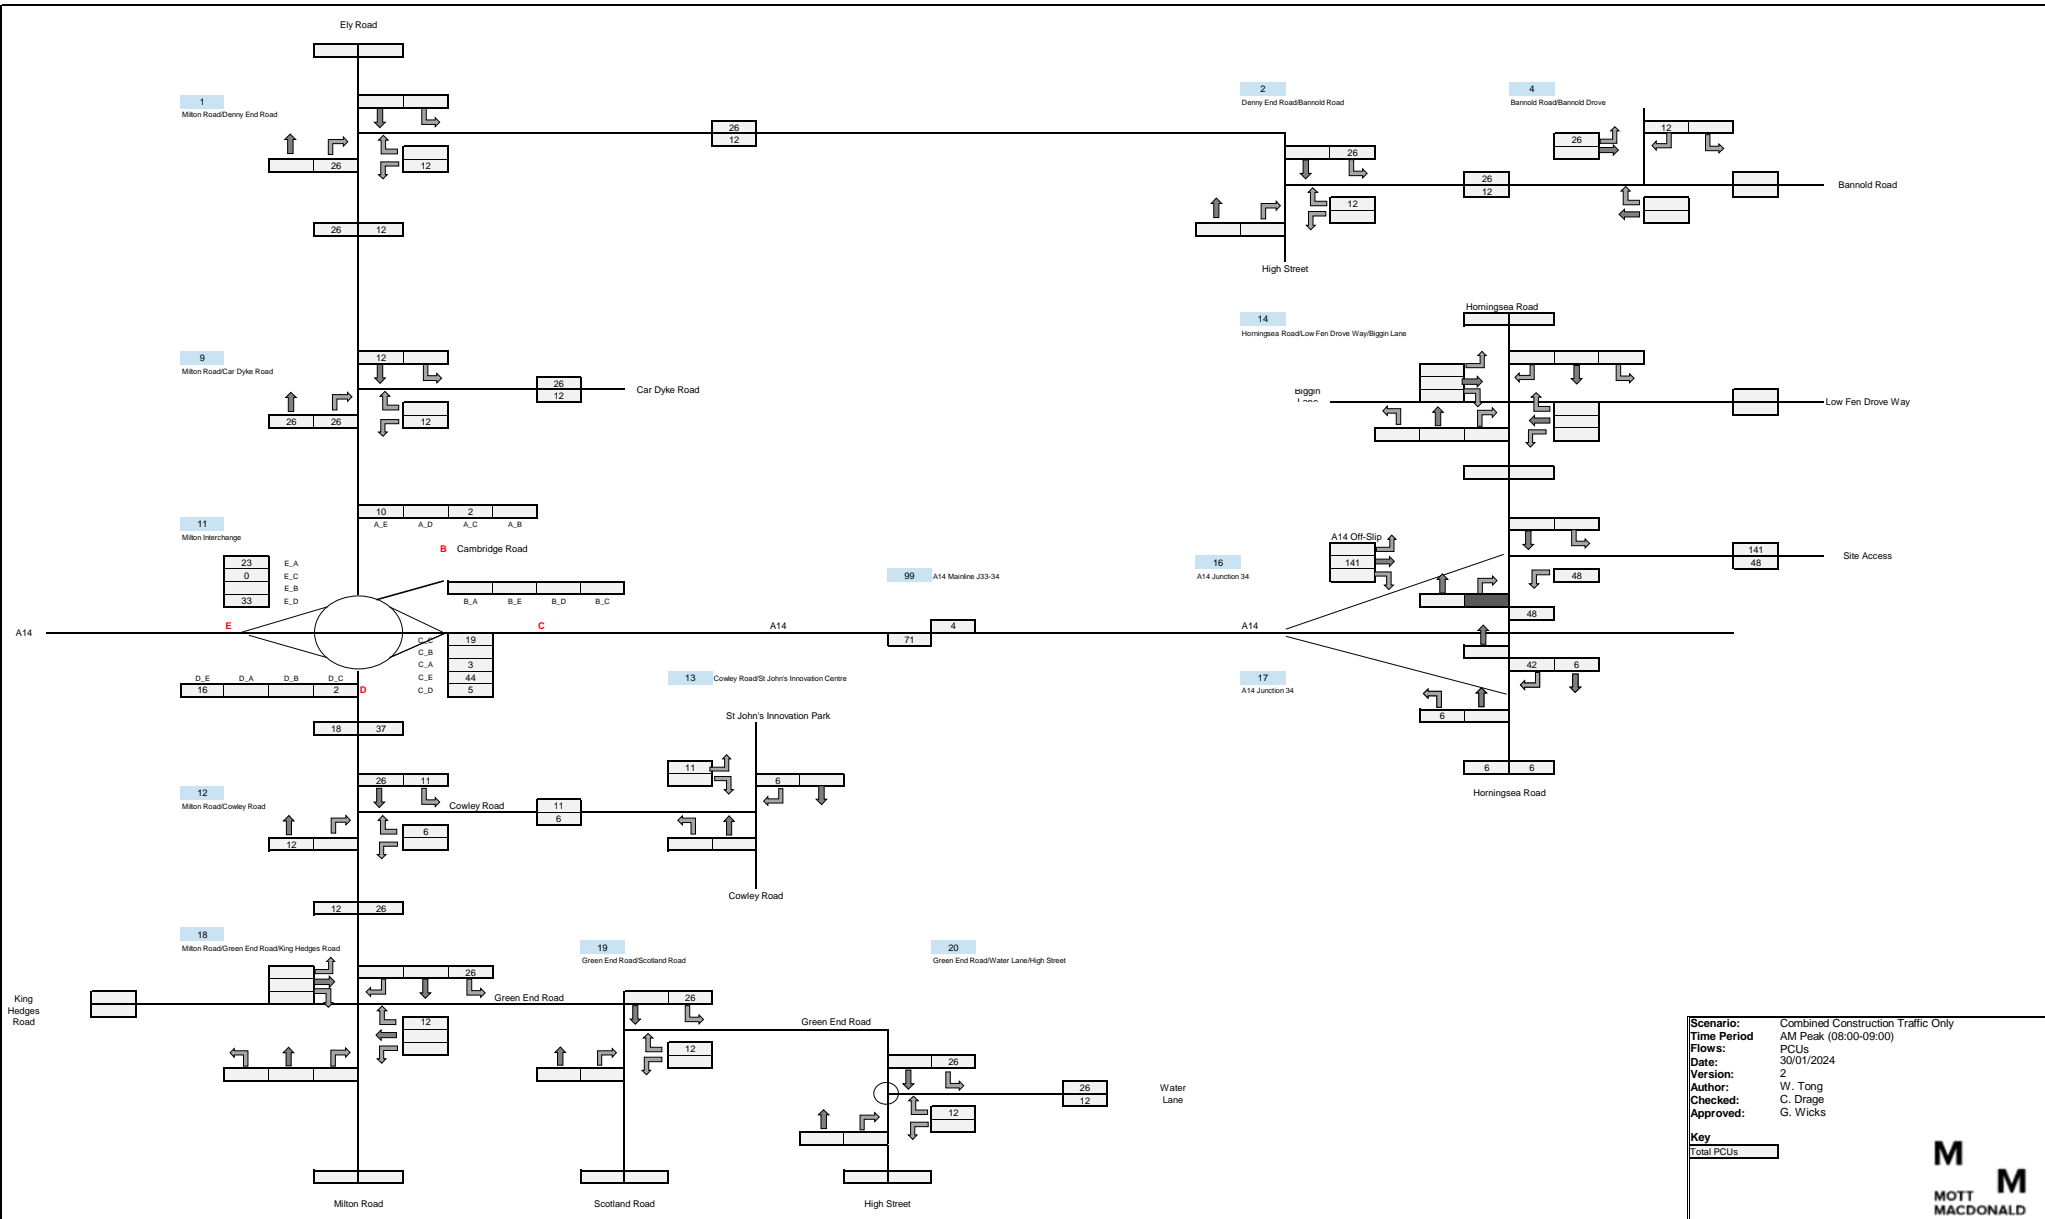 Ely Road
1
Milton Road/Denny End Road
26
12
26
12
26 12
2
Denny End Road/Bannold Road
26
12
26
12
High Street
4
Bannold Road/Bannold Drove
26
12
Bannold Road
9
Milton Road/Car Dyke Road
12
26
12
Car Dyke Road
26 26
12
14
Horningsea Road/Low Fen Drove Way/Biggin Lane
Horningsea Road
Biggin
Lane
Low Fen Drove Way
11
Milton Interchange
10 2
A_E A_D A_C A_B
B Cambridge Road
23 E_A
0 E_C
E_B
33 E_D
B_A B_E B_D B_C
A14
E
C
A14
C_C 19
C_B
C_A 3
C_E 44
C_D 5
D_E D_A D_B D_C
16 2 D
18 37
99 A14 Mainline J33-34
4
71
16
A14 Junction 34
A14 Off-Slip
141
141
48
Site Access
48
48
A14
42 6
17
A14 Junction 34
6
6 6
Horningsea Road
13 Cowley Road/St John's Innovation Centre
St John's Innovation Park
11
6
Cowley Road
12
Milton Road/Cowley Road
26 11
Cowley Road
11
6
12
6
12 26
18
Milton Road/Green End Road/King Hedges Road
26
King
Hedges
Road
Green End Road
12
Milton Road
19
Green End Road/Scotland Road
26
12
Scotland Road
20
Green End Road/Water Lane/High Street
Green End Road
26
26
12
Water
Lane
12
High Street
Scenario: Combined Construction Traffic Only
Time Period AM Peak (08:00-09:00)
Flows: PCUs
Date: 30/01/2024
Version: 2
Author: W. Tong
Checked: C. Drage
Approved: G. Wicks
Key
Total PCUs
M
M
MOTT
MACDONALD